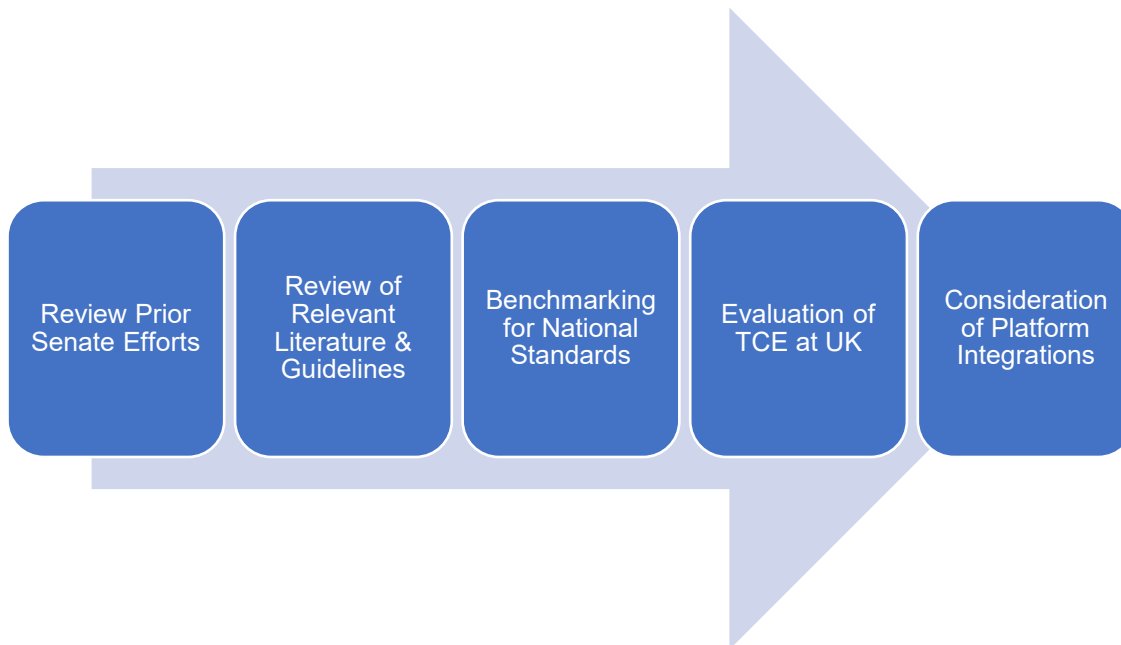 Review Prior
Senate Efforts
Review of
Relevant
Literature &
Guidelines
Benchmarking
for National
Standards
Evaluation of
TCE at UK
Consideration
of Platform
Integrations